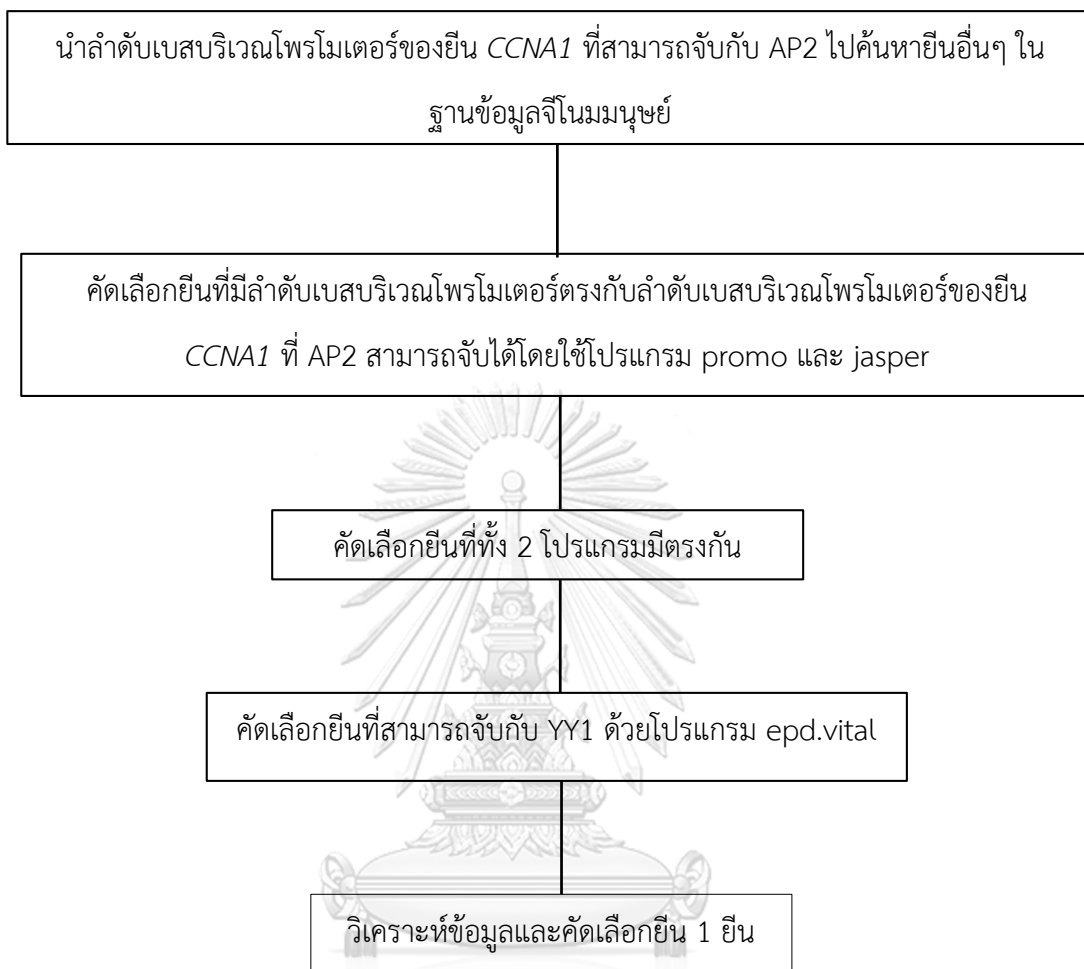 นำลำดับเบสบริเวณโพรโมเตอร์ของยีน CCNA1 ที่สามารถจับกับ AP2 ไปค้นหายีนอื่นๆ ใน
ฐานข้อมูลจีโนมมนุษย์
คัดเลือกยีนที่มีลำดับเบสบริเวณโพรโมเตอร์ตรงกับลำดับเบสบริเวณโพรโมเตอร์ของยีน
CCNA1 ที่ AP2 สามารถจับได้โดยใช้โปรแกรม promo และ jasper
คัดเลือกยีนที่ทั้ง 2 โปรแกรมมีตรงกัน
คัดเลือกยีนที่สามารถจับกับ YY1 ด้วยโปรแกรม epd.vital
วิเคราะห์ข้อมูลและคัดเลือกยีน 1 ยีน